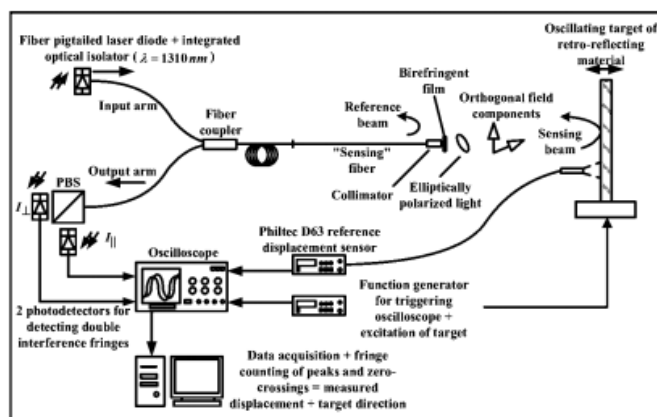 Fiber pigtailed laser diode + integrated
optical isolator ( λ = 1310 nm )
Oscillating target of
retro-reflecting
material
Birefringent
film
Orthogonal field
components
Reference
beam
Fiber
coupler
Input arm
Sensing
beam
Output arm
"Sensing"
fiber
Collimator
Elliptically
polarized light
PBS
I⊥
I||
Oscilloscope
Philtec D63 reference
displacement sensor
2 photodetectors for
detecting double
interference fringes
Function generator
for triggering
oscilloscope +
excitation of target
Data acquisition + fringe
counting of peaks and zero-
crossings = measured
displacement + target direction